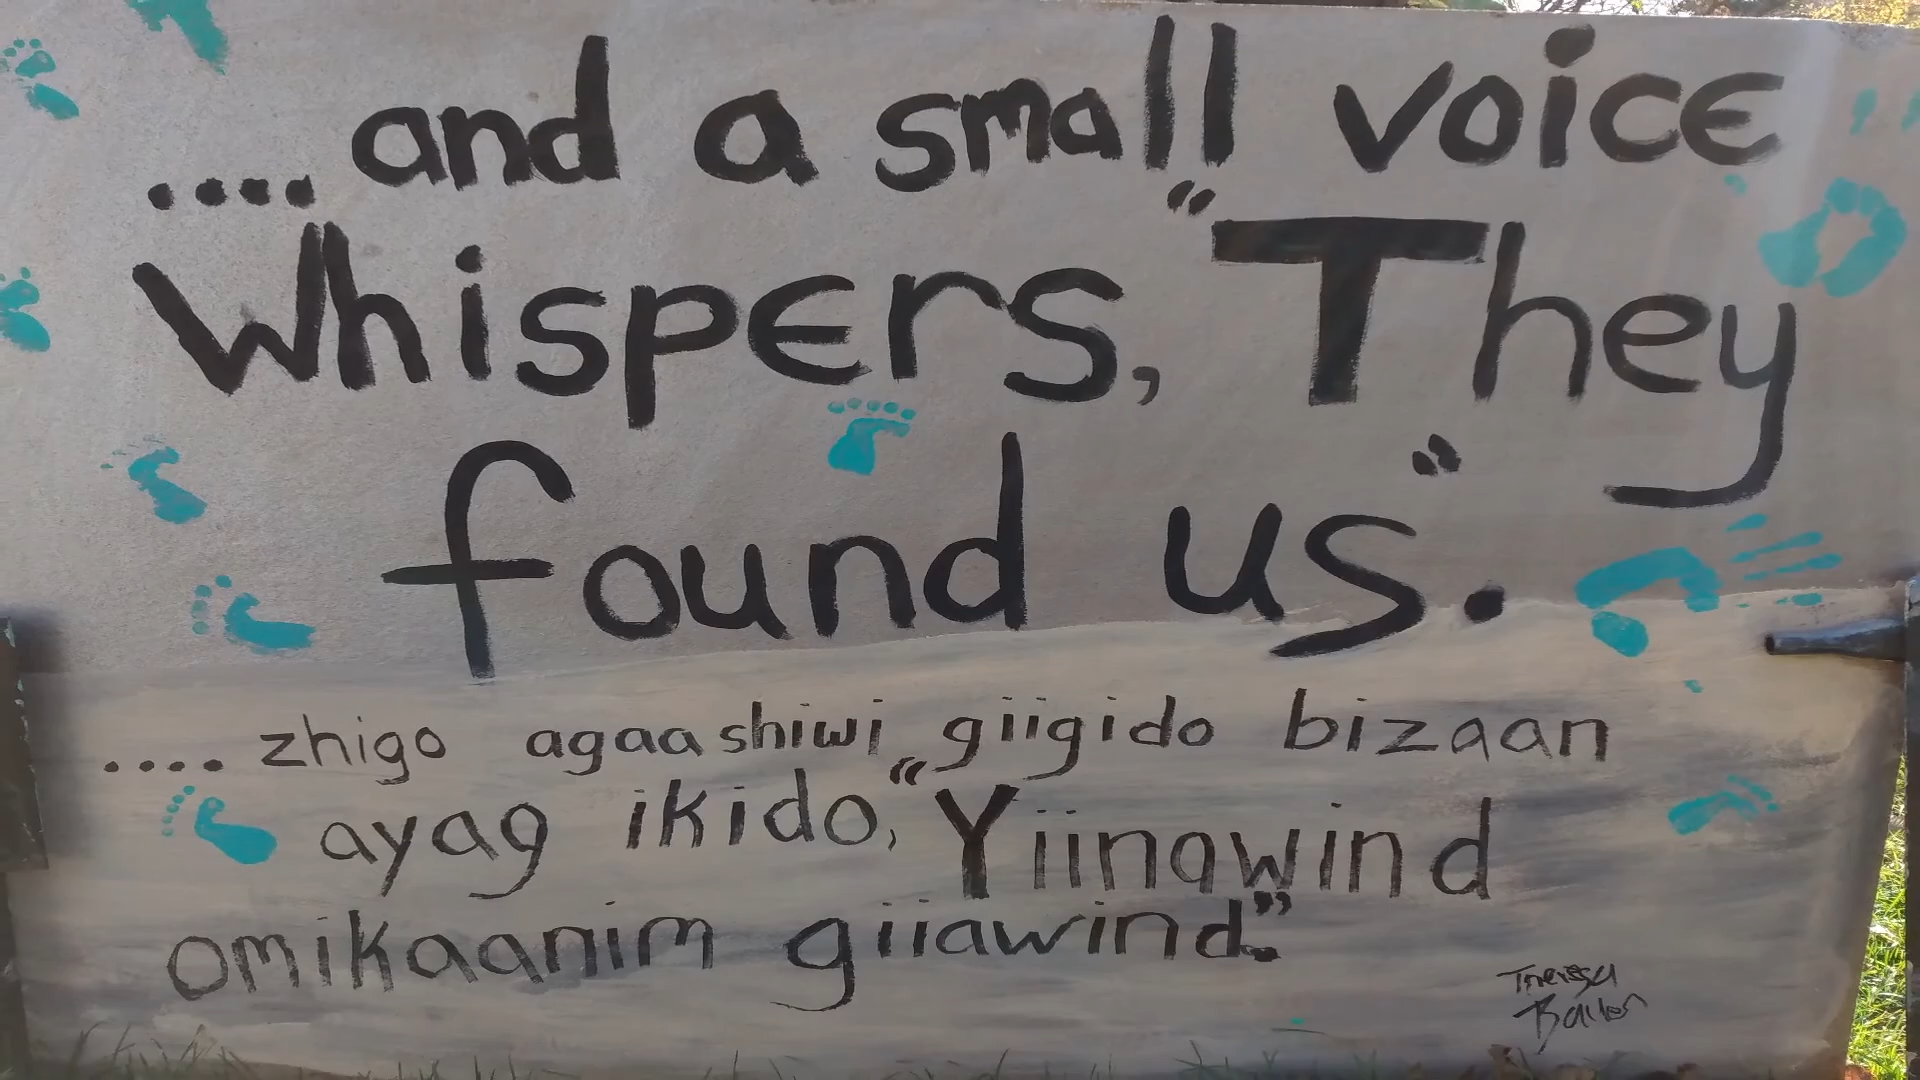 ....and a small voice
Whispers, "They
found us".
....zhigo agaashiwi giigido bizaan
ayag ikido, "Yiinawind
omikaanim giiawind".